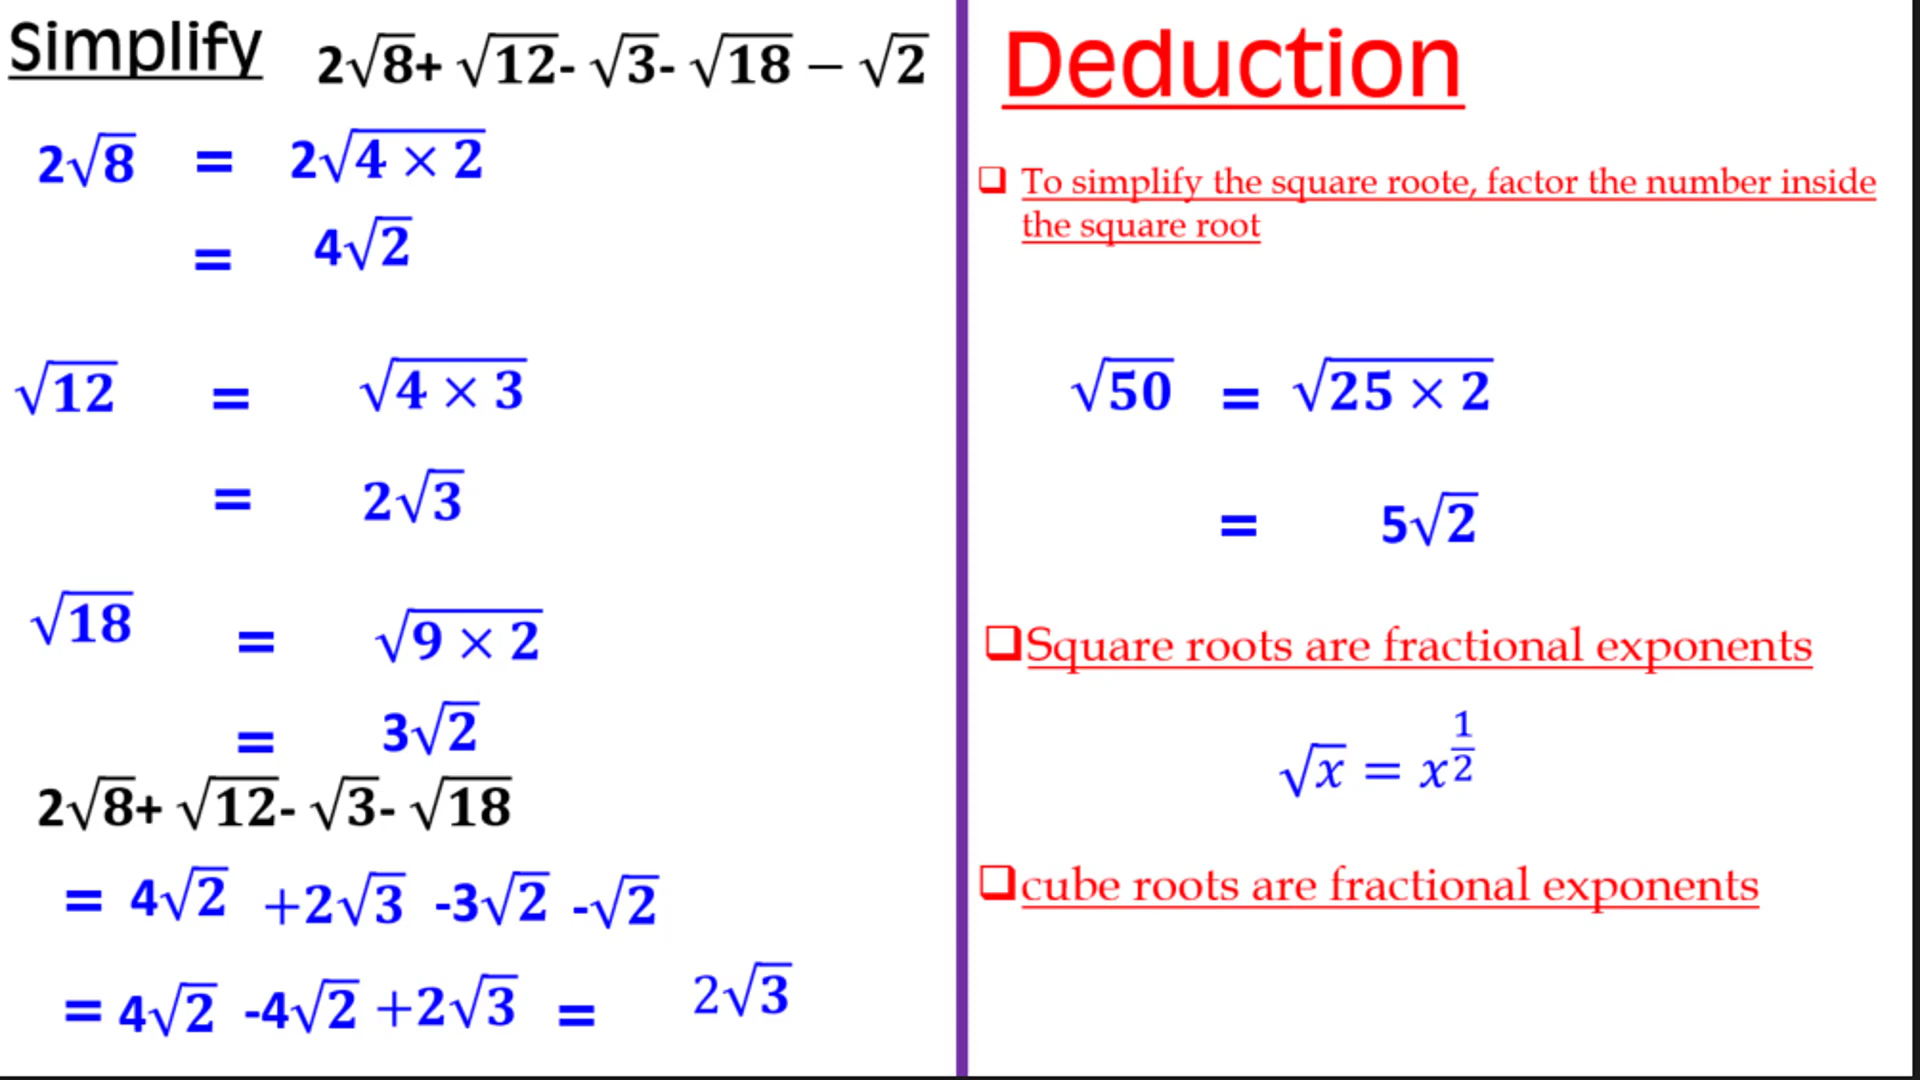 Simplify 2√8+ √12- √3- √18 − √2
2√8 = 2√4 × 2
= 4√2
√12 = √4 × 3
= 2√3
√18 = √9 × 2
= 3√2
2√8+ √12- √3- √18
= 4√2 +2√3 -3√2 -√2
= 4√2 -4√2 +2√3 = 2√3
Deduction
❑ To simplify the square roote, factor the number inside
the square root
√50 = √25 × 2
= 5√2
❑Square roots are fractional exponents
√x = x^1/2
❑cube roots are fractional exponents